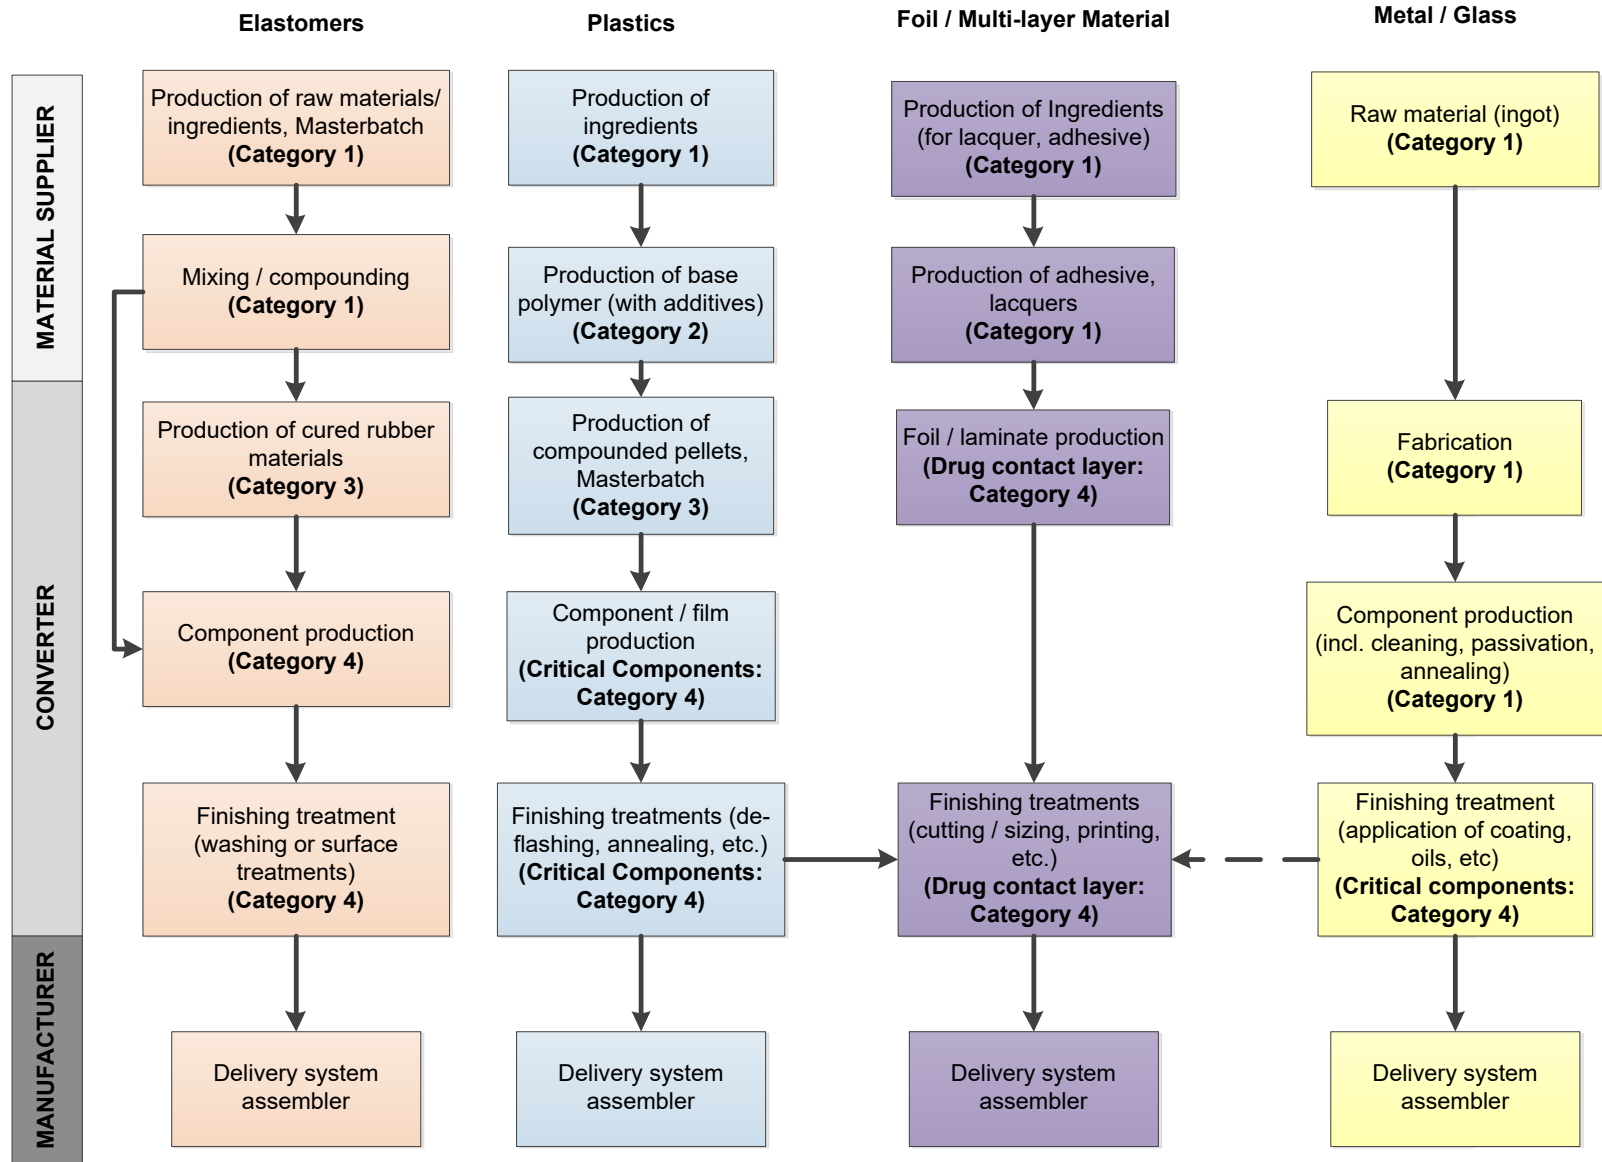 Elastomers
Plastics
Foil / Multi-layer Material
Metal / Glass
MATERIAL SUPPLIER
CONVERTER
MANUFACTURER
Production of raw materials/
ingredients, Masterbatch
(Category 1)
Mixing / compounding
(Category 1)
Production of cured rubber
materials
(Category 3)
Component production
(Category 4)
Finishing treatment
(washing or surface
treatments)
(Category 4)
Delivery system
assembler
Production of
ingredients
(Category 1)
Production of base
polymer (with additives)
(Category 2)
Production of
compounded pellets,
Masterbatch
(Category 3)
Component / film
production
(Critical Components:
Category 4)
Finishing treatments (de-
flashing, annealing, etc.)
(Critical Components:
Category 4)
Delivery system
assembler
Production of Ingredients
(for lacquer, adhesive)
(Category 1)
Production of adhesive,
lacquers
(Category 1)
Foil / laminate production
(Drug contact layer:
Category 4)
Finishing treatments
(cutting / sizing, printing,
etc.)
(Drug contact layer:
Category 4)
Delivery system
assembler
Raw material (ingot)
(Category 1)
Fabrication
(Category 1)
Component production
(incl. cleaning, passivation,
annealing)
(Category 1)
Finishing treatment
(application of coating,
oils, etc)
(Critical components:
Category 4)
Delivery system
assembler